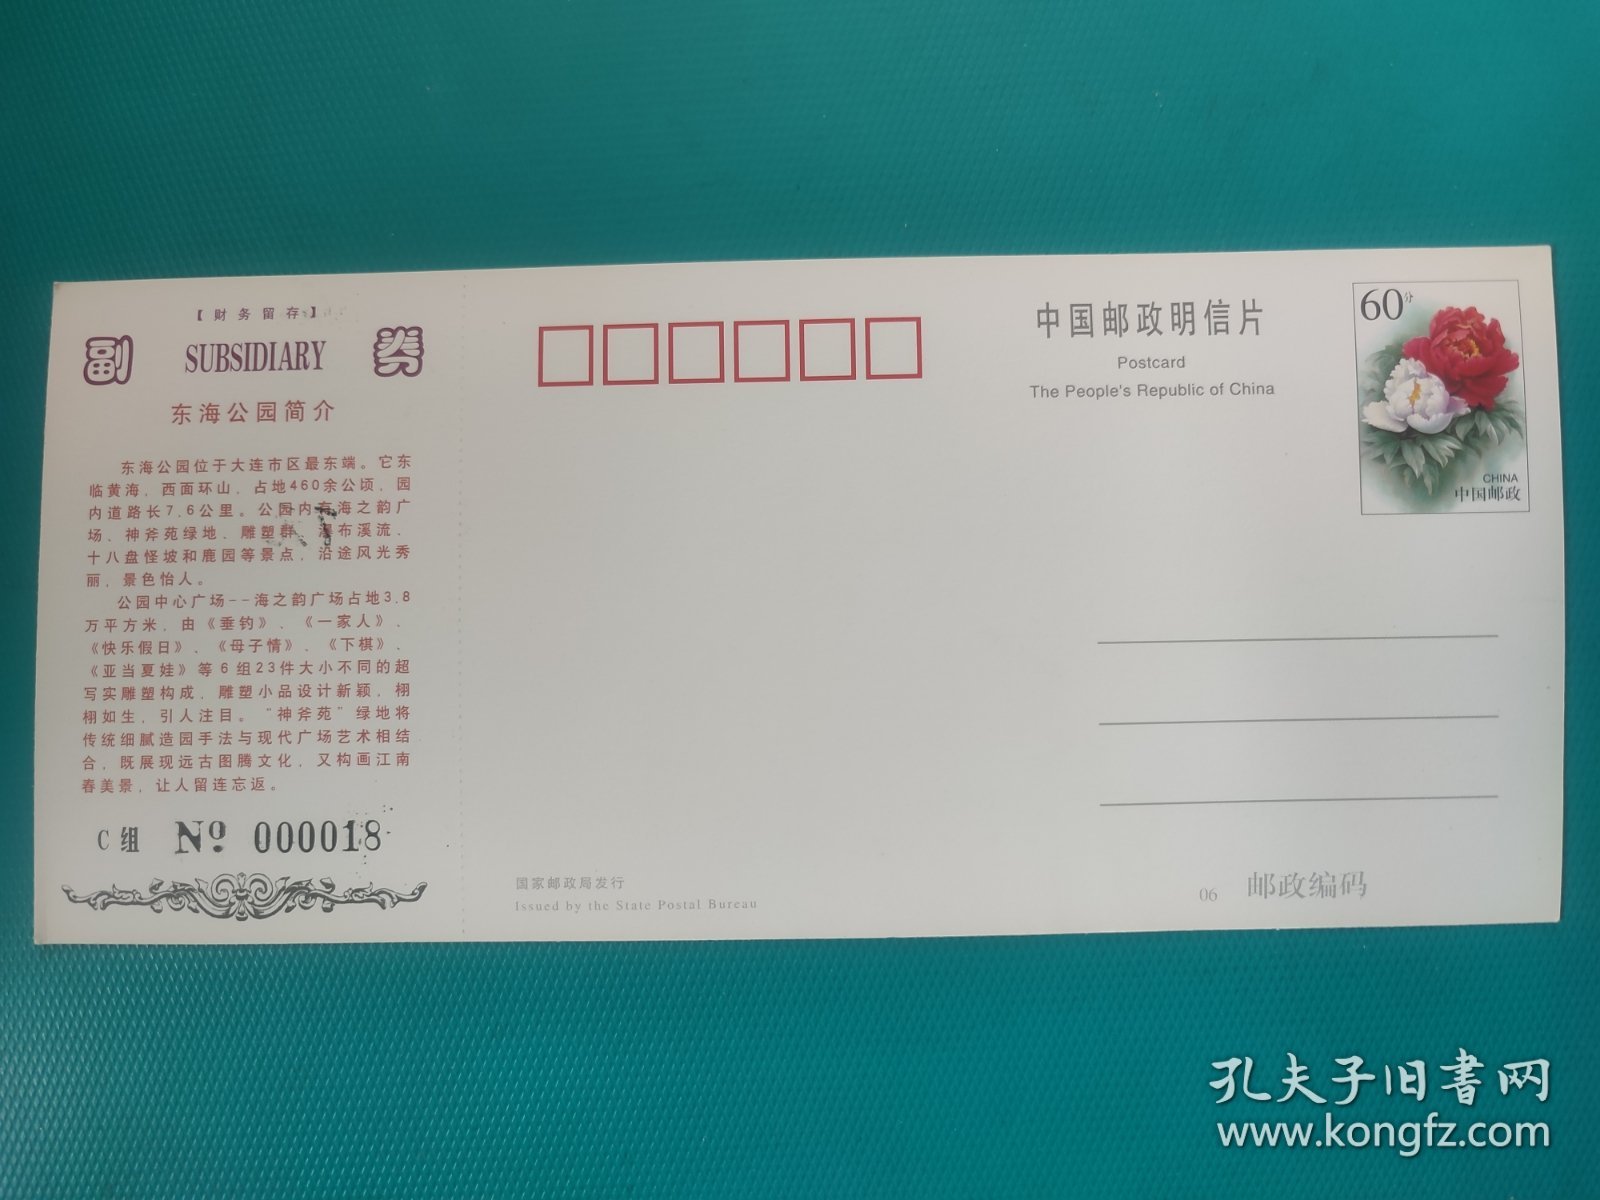 【财务留存】
副 SUBSIDIARY 券
东海公园简介
东海公园位于大连市区最东端。它东
临黄海，西面环山，占地460余公顷，园
内道路长7.6公里。公园内有海之韵广
场、神斧苑绿地、雕塑群、瀑布溪流、
十八盘怪坡和鹿园等景点，沿途风光秀
丽，景色怡人。
公园中心广场--海之韵广场占地3.8
万平方米，由《垂钓》、《一家人》、
《快乐假日》、《母子情》、《下棋》、
《亚当夏娃》等6组23件大小不同的超
写实雕塑构成，雕塑小品设计新颖，栩
栩如生，引人注目。"神斧苑"绿地将
传统细腻造园手法与现代广场艺术相结
合，既展现远古图腾文化，又构画江南
春美景，让人留连忘返。
C组 No 000018
中国邮政明信片
Postcard
The People's Republic of China
60分
CHINA
中国邮政
国家邮政局发行
Issued by the State Postal Bureau
06 邮政编码
孔夫子旧书网
www.kongfz.com